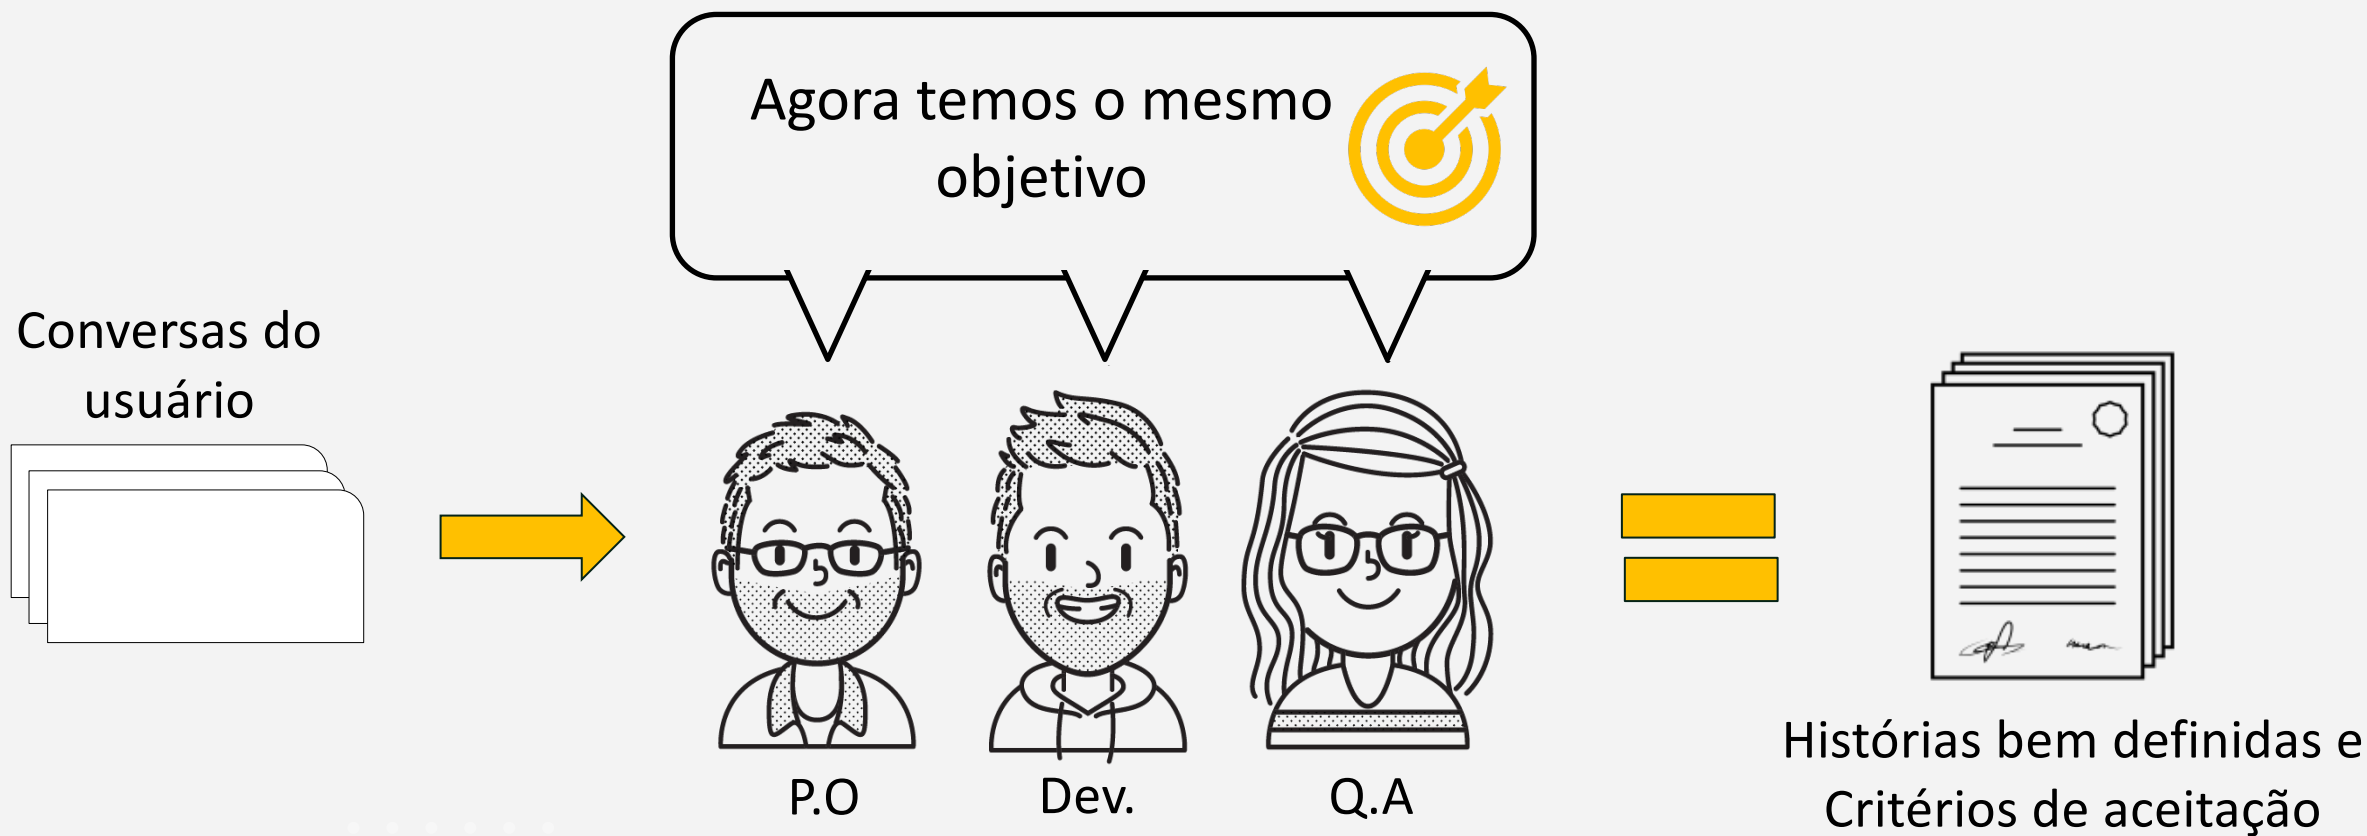 Agora temos o mesmo
objetivo
Conversas do
usuário
P.O
Dev.
Q.A
Histórias bem definidas e
Critérios de aceitação